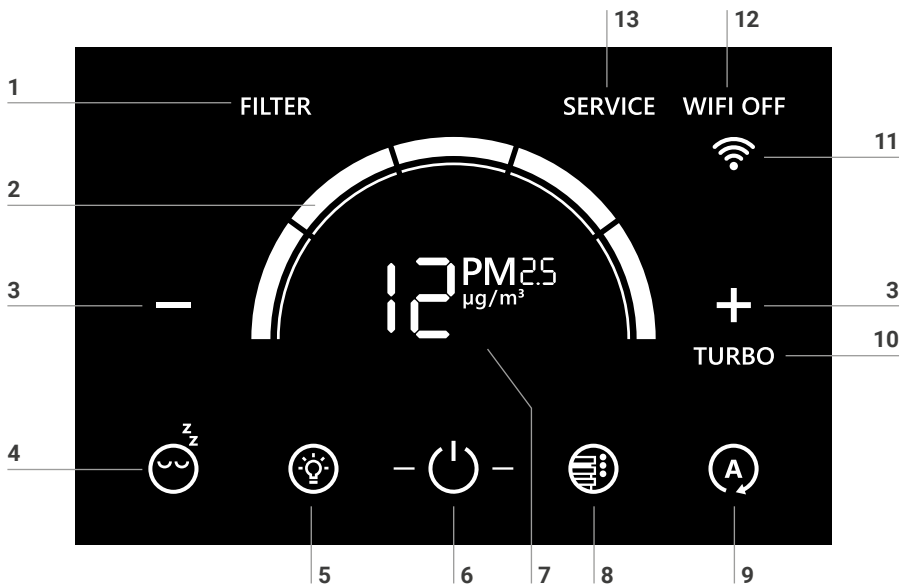 13 12
1 FILTER SERVICE WIFI OFF
11
2
12 PM2.5
µg/m³
3 3
TURBO 10
z
z
4 A
5 6 7 8 9